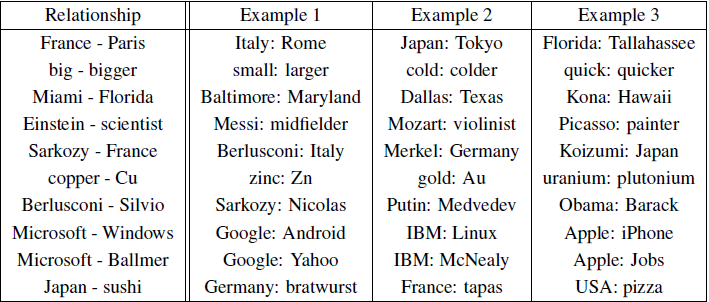 Relationship Example 1 Example 2 Example 3
France - Paris Italy: Rome Japan: Tokyo Florida: Tallahassee
big - bigger small: larger cold: colder quick: quicker
Miami - Florida Baltimore: Maryland Dallas: Texas Kona: Hawaii
Einstein - scientist Messi: midfielder Mozart: violinist Picasso: painter
Sarkozy - France Berlusconi: Italy Merkel: Germany Koizumi: Japan
copper - Cu zinc: Zn gold: Au uranium: plutonium
Berlusconi - Silvio Sarkozy: Nicolas Putin: Medvedev Obama: Barack
Microsoft - Windows Google: Android IBM: Linux Apple: iPhone
Microsoft - Ballmer Google: Yahoo IBM: McNealy Apple: Jobs
Japan - sushi Germany: bratwurst France: tapas USA: pizza